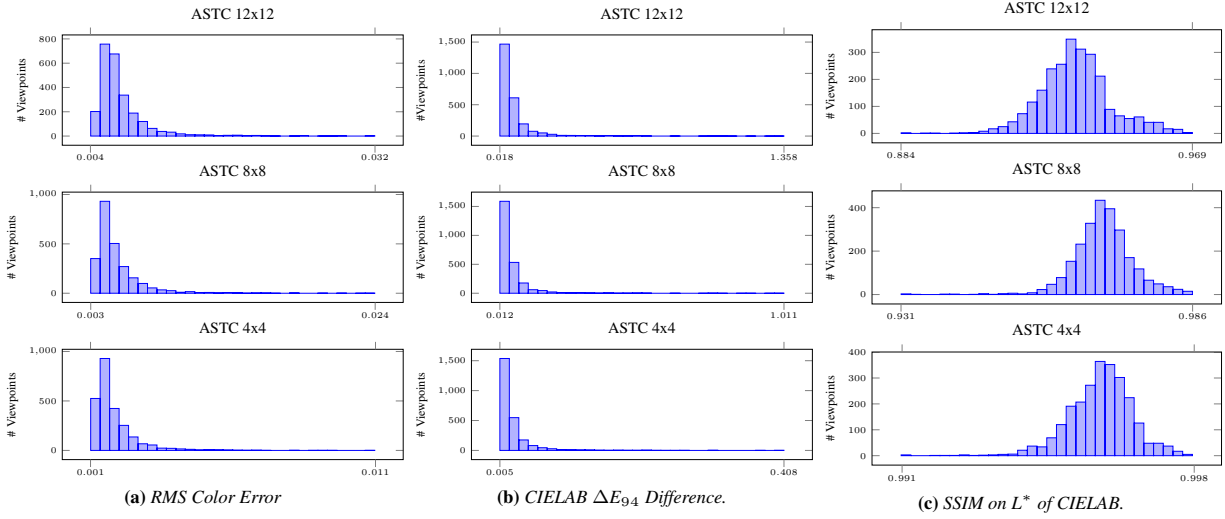 ASTC 12x12
# Viewpoints
800
600
400
200
0
0.004
0.032
ASTC 8x8
# Viewpoints
1,000
500
0
0.003
0.024
ASTC 4x4
# Viewpoints
1,000
500
0
0.001
0.011
(a) RMS Color Error
ASTC 12x12
#Viewpoints
1,500
1,000
500
0
0.018
1.358
ASTC 8x8
# Viewpoints
1,500
1,000
500
0
0.012
1.011
ASTC 4x4
# Viewpoints
1,500
1,000
500
0
0.005
0.408
(b) CIELAB ΔE94 Difference.
ASTC 12x12
# Viewpoints
300
200
100
0
0.884
0.969
ASTC 8x8
# Viewpoints
400
200
0
0.931
0.986
ASTC 4x4
# Viewpoints
400
300
200
100
0
0.991
0.998
(c) SSIM on L* of CIELAB.